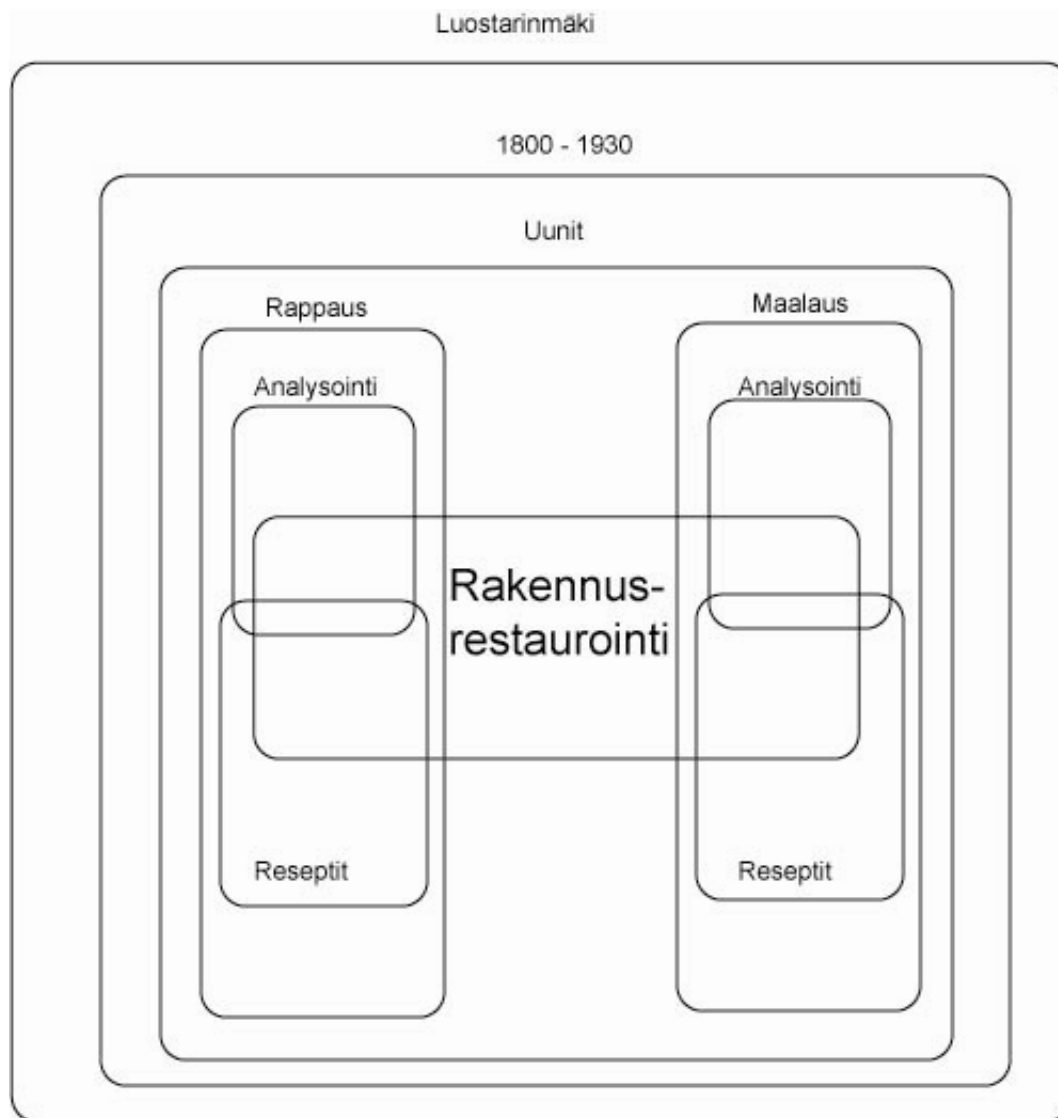 Luostarinmäki
1800 - 1930
Uunit
Rappaus
Maalaus
Analysointi
Analysointi
Rakennus-
restaurointi
Reseptit
Reseptit